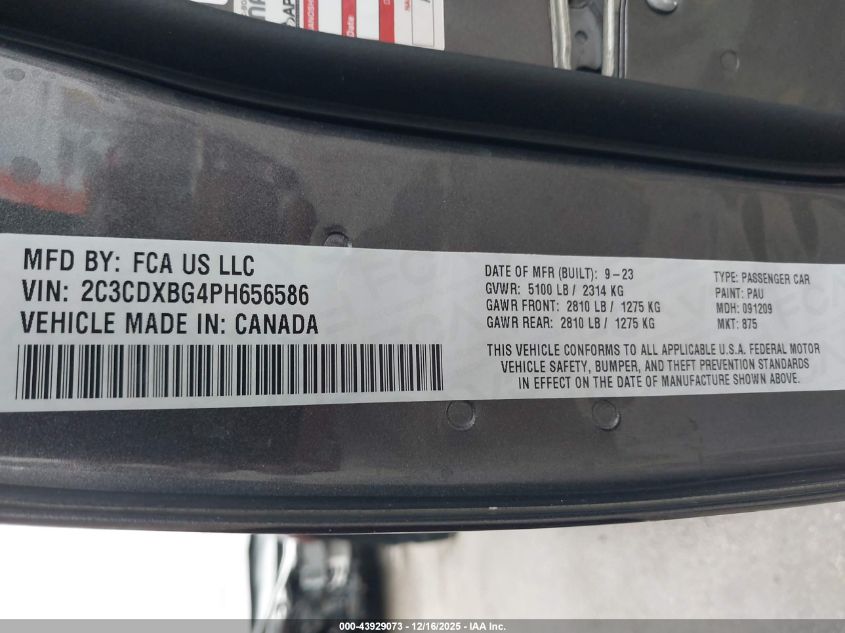 Date
MFD BY: FCA US LLC
VIN: 2C3CDXBG4PH656586
VEHICLE MADE IN: CANADA
DATE OF MFR (BUILT): 9-23
GVWR: 5100 LB / 2314 KG
GAWR FRONT: 2810 LB / 1275 KG
GAWR REAR: 2810 LB / 1275 KG
TYPE: PASSENGER CAR
PAINT: PAU
MDH: 091209
MKT: 875
THIS VEHICLE CONFORMS TO ALL APPLICABLE U.S.A. FEDERAL MOTOR
VEHICLE SAFETY, BUMPER, AND THEFT PREVENTION STANDARDS
IN EFFECT ON THE DATE OF MANUFACTURE SHOWN ABOVE.
000-43929073 - 12/16/2025 - IAA Inc.